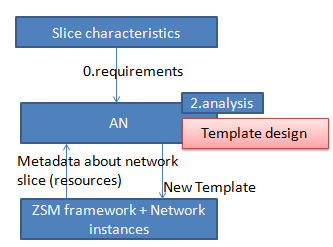 Slice characteristics
0.requirements
2.analysis
AN
Template design
Metadata about network
slice (resources)
New Template
ZSM framework + Network
instances